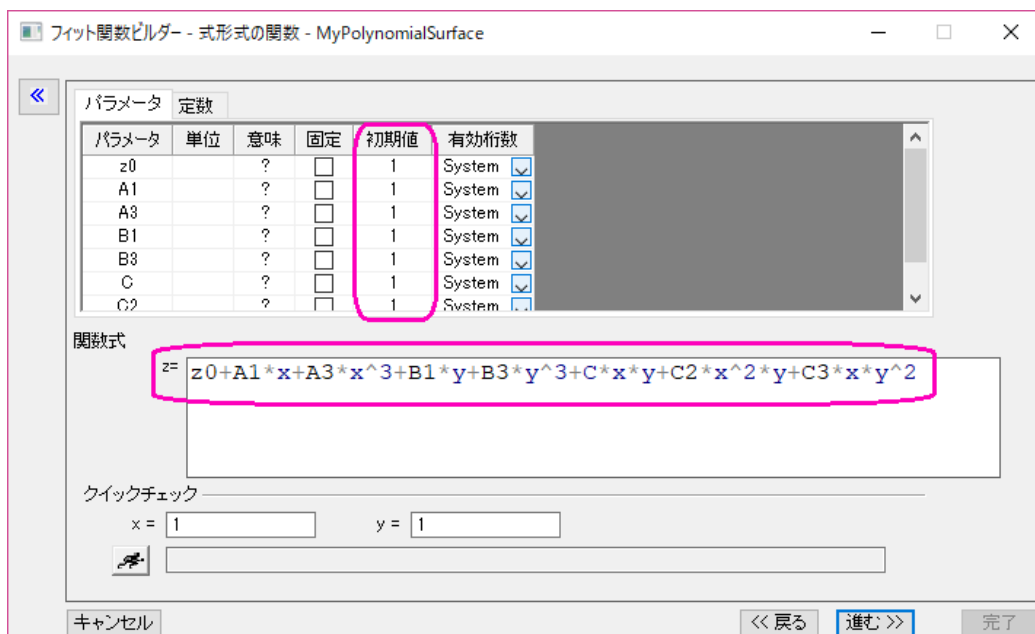 フィット関数ビルダー - 式形式の関数 - MyPolynomialSurface
パラメータ 定数
パラメータ 単位 意味 固定 初期値 有効桁数
z0 ? 1 System
A1 ? 1 System
A3 ? 1 System
B1 ? 1 System
B3 ? 1 System
C ? 1 System
C2 ? 1 System
関数式
z= z0+A1*x+A3*x^3+B1*y+B3*y^3+C*x*y+C2*x^2*y+C3*x*y^2
クイックチェック
x = 1 y = 1
キャンセル << 戻る 進む >> 完了